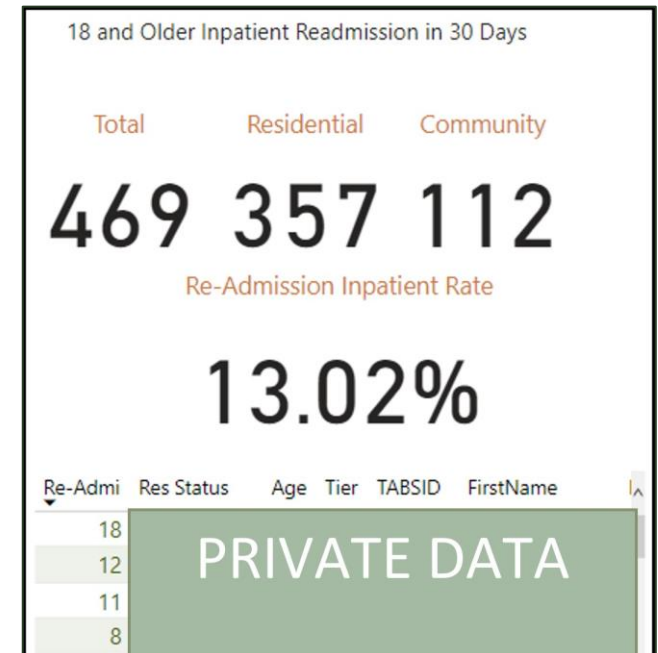 18 and Older Inpatient Readmission in 30 Days
Total Residential Community
469 357 112
Re-Admission Inpatient Rate
13.02%
Re-Admi Res Status Age Tier TABSID FirstName
18
12
11
8
PRIVATE DATA